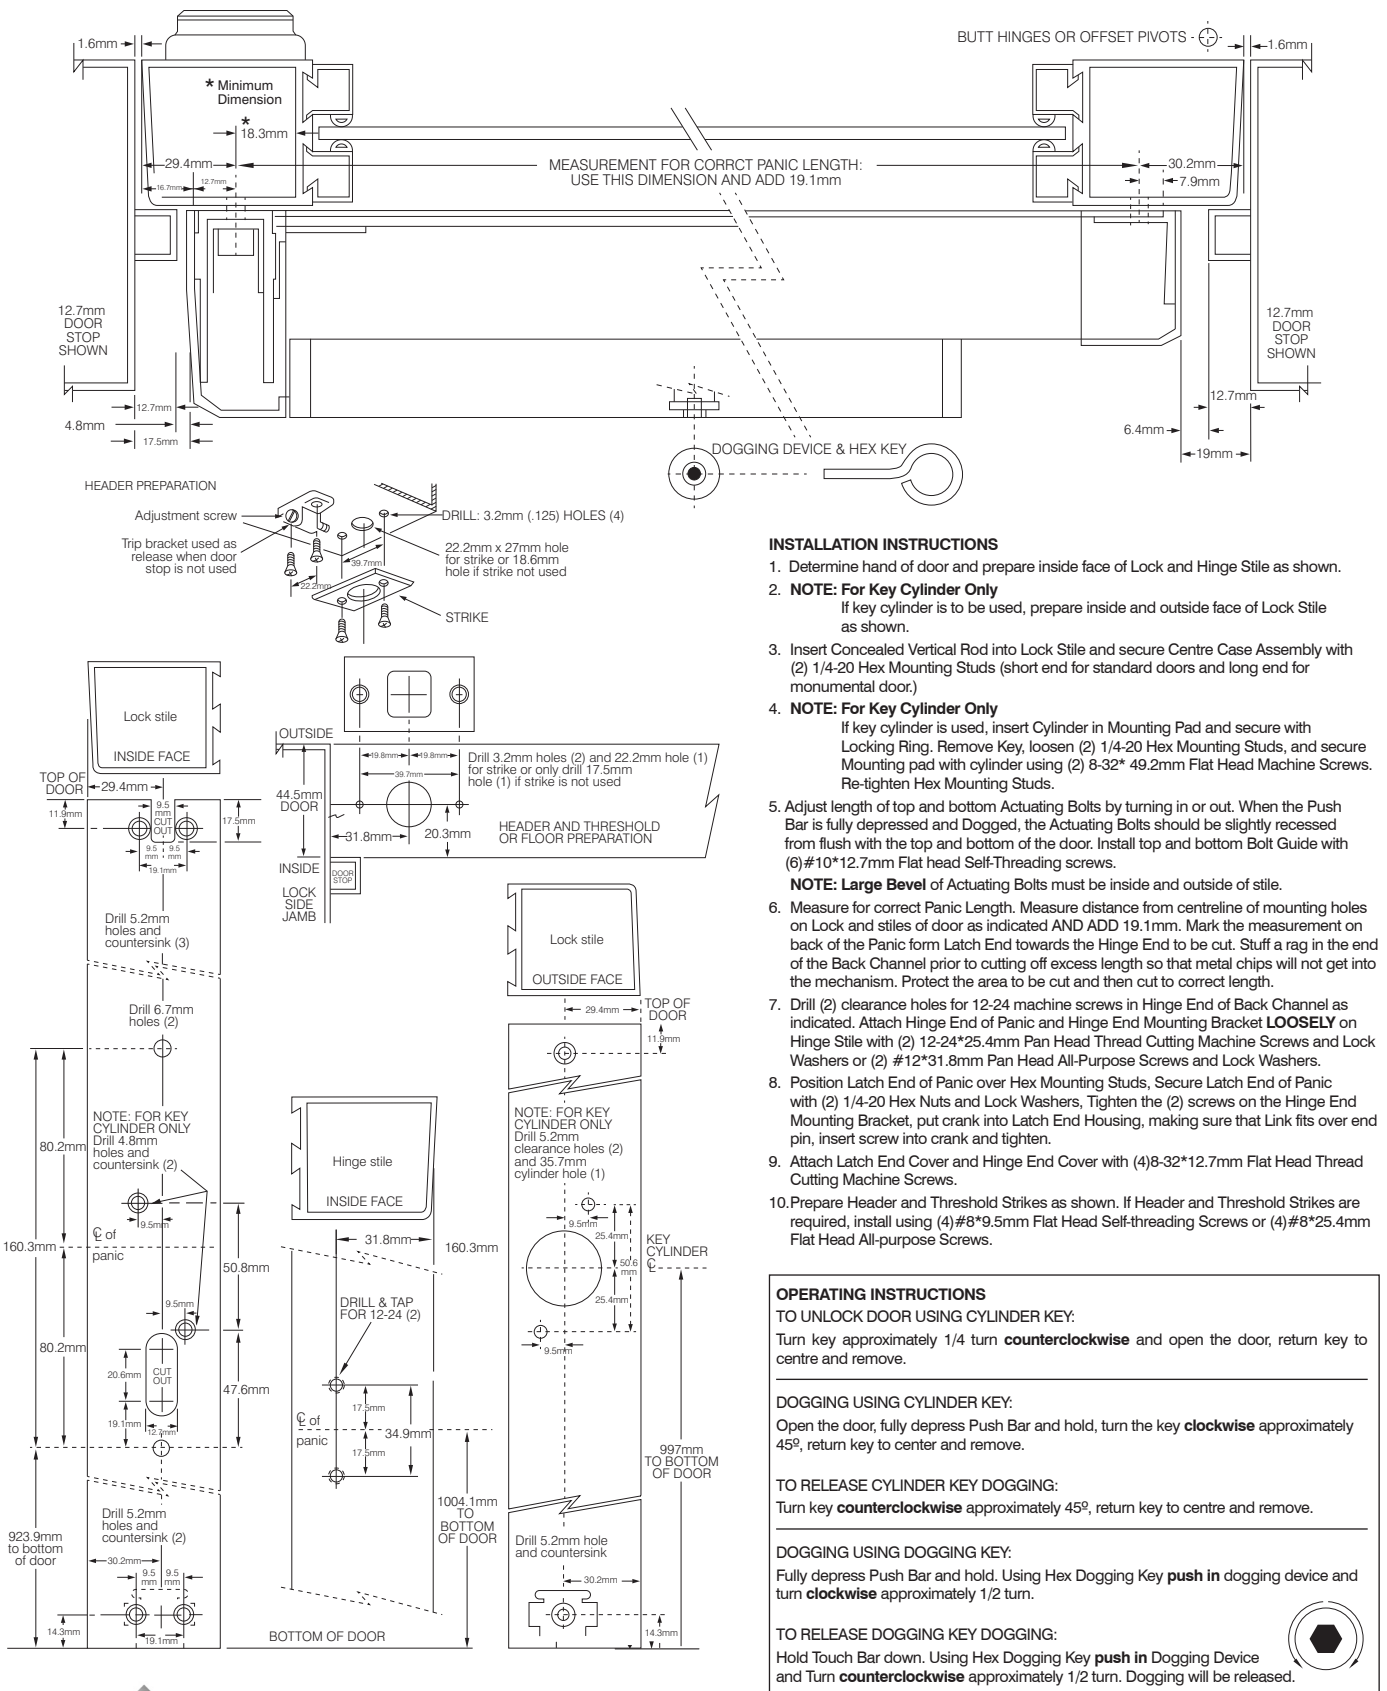 1.6mm
BUTT HINGES OR OFFSET PIVOTS
1.6mm
* Minimum
Dimension
*
18.3mm
29.4mm
MEASUREMENT FOR CORRCT PANIC LENGTH:
USE THIS DIMENSION AND ADD 19.1mm
30.2mm
7.9mm
16.7mm
12.7mm
12.7mm
DOOR
STOP
SHOWN
12.7mm
DOOR
STOP
SHOWN
12.7mm
4.8mm
17.5mm
12.7mm
6.4mm
19mm
DOGGING DEVICE & HEX KEY
HEADER PREPARATION
Adjustment screw
Trip bracket used as
release when door
stop is not used
DRILL: 3.2mm (.125) HOLES (4)
22.2mm x 27mm hole
for strike or 18.6mm
hole if strike not used
39.7mm
22.2mm
STRIKE
Lock stile
INSIDE FACE
TOP OF
DOOR
29.4mm
11.9mm
9.5
mm
CUT
OUT
17.5mm
9.5
mm
9.5
mm
19.1mm
Drill 5.2mm
holes and
countersink (3)
Drill 6.7mm
holes (2)
NOTE: FOR KEY
CYLINDER ONLY
Drill 4.8mm
holes and
countersink (2)
80.2mm
9.5mm
℄ of
panic
160.3mm
50.8mm
9.5mm
80.2mm
20.6mm
CUT
OUT
47.6mm
19.1mm
12.7mm
Drill 5.2mm
holes and
countersink (2)
923.9mm
to bottom
of door
30.2mm
9.5
mm
9.5
mm
14.3mm
19.1mm
BOTTOM OF DOOR
OUTSIDE
19.8mm
19.8mm
39.7mm
Drill 3.2mm holes (2) and 22.2mm hole (1)
for strike or only drill 17.5mm
hole (1) if strike is not used
44.5mm
DOOR
31.8mm
20.3mm
HEADER AND THRESHOLD
OR FLOOR PREPARATION
INSIDE
DOOR
STOP
LOCK
SIDE
JAMB
Hinge stile
INSIDE FACE
31.8mm
160.3mm
DRILL & TAP
FOR 12-24 (2)
17.5mm
℄ of
panic
34.9mm
17.5mm
1004.1mm
TO
BOTTOM
OF DOOR
Lock stile
OUTSIDE FACE
29.4mm
TOP OF
DOOR
11.9mm
NOTE: FOR KEY
CYLINDER ONLY
Drill 5.2mm
clearance holes (2)
and 35.7mm
cylinder hole (1)
9.5mm
25.4mm
KEY
CYLINDER
℄
50.6
mm
25.4mm
9.5mm
997mm
TO BOTTOM
OF DOOR
Drill 5.2mm hole
and countersink
30.2mm
14.3mm
INSTALLATION INSTRUCTIONS
1. Determine hand of door and prepare inside face of Lock and Hinge Stile as shown.
2. NOTE: For Key Cylinder Only
If key cylinder is to be used, prepare inside and outside face of Lock Stile
as shown.
3. Insert Concealed Vertical Rod into Lock Stile and secure Centre Case Assembly with
(2) 1/4-20 Hex Mounting Studs (short end for standard doors and long end for
monumental door.)
4. NOTE: For Key Cylinder Only
If key cylinder is used, insert Cylinder in Mounting Pad and secure with
Locking Ring. Remove Key, loosen (2) 1/4-20 Hex Mounting Studs, and secure
Mounting pad with cylinder using (2) 8-32* 49.2mm Flat Head Machine Screws.
Re-tighten Hex Mounting Studs.
5. Adjust length of top and bottom Actuating Bolts by turning in or out. When the Push
Bar is fully depressed and Dogged, the Actuating Bolts should be slightly recessed
from flush with the top and bottom of the door. Install top and bottom Bolt Guide with
(6)#10*12.7mm Flat head Self-Threading screws.
NOTE: Large Bevel of Actuating Bolts must be inside and outside of stile.
6. Measure for correct Panic Length. Measure distance from centreline of mounting holes
on Lock and stiles of door as indicated AND ADD 19.1mm. Mark the measurement on
back of the Panic form Latch End towards the Hinge End to be cut. Stuff a rag in the end
of the Back Channel prior to cutting off excess length so that metal chips will not get into
the mechanism. Protect the area to be cut and then cut to correct length.
7. Drill (2) clearance holes for 12-24 machine screws in Hinge End of Back Channel as
indicated. Attach Hinge End of Panic and Hinge End Mounting Bracket LOOSELY on
Hinge Stile with (2) 12-24*25.4mm Pan Head Thread Cutting Machine Screws and Lock
Washers or (2) #12*31.8mm Pan Head All-Purpose Screws and Lock Washers.
8. Position Latch End of Panic over Hex Mounting Studs, Secure Latch End of Panic
with (2) 1/4-20 Hex Nuts and Lock Washers, Tighten the (2) screws on the Hinge End
Mounting Bracket, put crank into Latch End Housing, making sure that Link fits over end
pin, insert screw into crank and tighten.
9. Attach Latch End Cover and Hinge End Cover with (4)8-32*12.7mm Flat Head Thread
Cutting Machine Screws.
10.Prepare Header and Threshold Strikes as shown. If Header and Threshold Strikes are
required, install using (4)#8*9.5mm Flat Head Self-threading Screws or (4)#8*25.4mm
Flat Head All-purpose Screws.
OPERATING INSTRUCTIONS
TO UNLOCK DOOR USING CYLINDER KEY:
Turn key approximately 1/4 turn counterclockwise and open the door, return key to
centre and remove.
DOGGING USING CYLINDER KEY:
Open the door, fully depress Push Bar and hold, turn the key clockwise approximately
45º, return key to center and remove.
TO RELEASE CYLINDER KEY DOGGING:
Turn key counterclockwise approximately 45º, return key to centre and remove.
DOGGING USING DOGGING KEY:
Fully depress Push Bar and hold. Using Hex Dogging Key push in dogging device and
turn clockwise approximately 1/2 turn.
TO RELEASE DOGGING KEY DOGGING:
Hold Touch Bar down. Using Hex Dogging Key push in Dogging Device
and Turn counterclockwise approximately 1/2 turn. Dogging will be released.